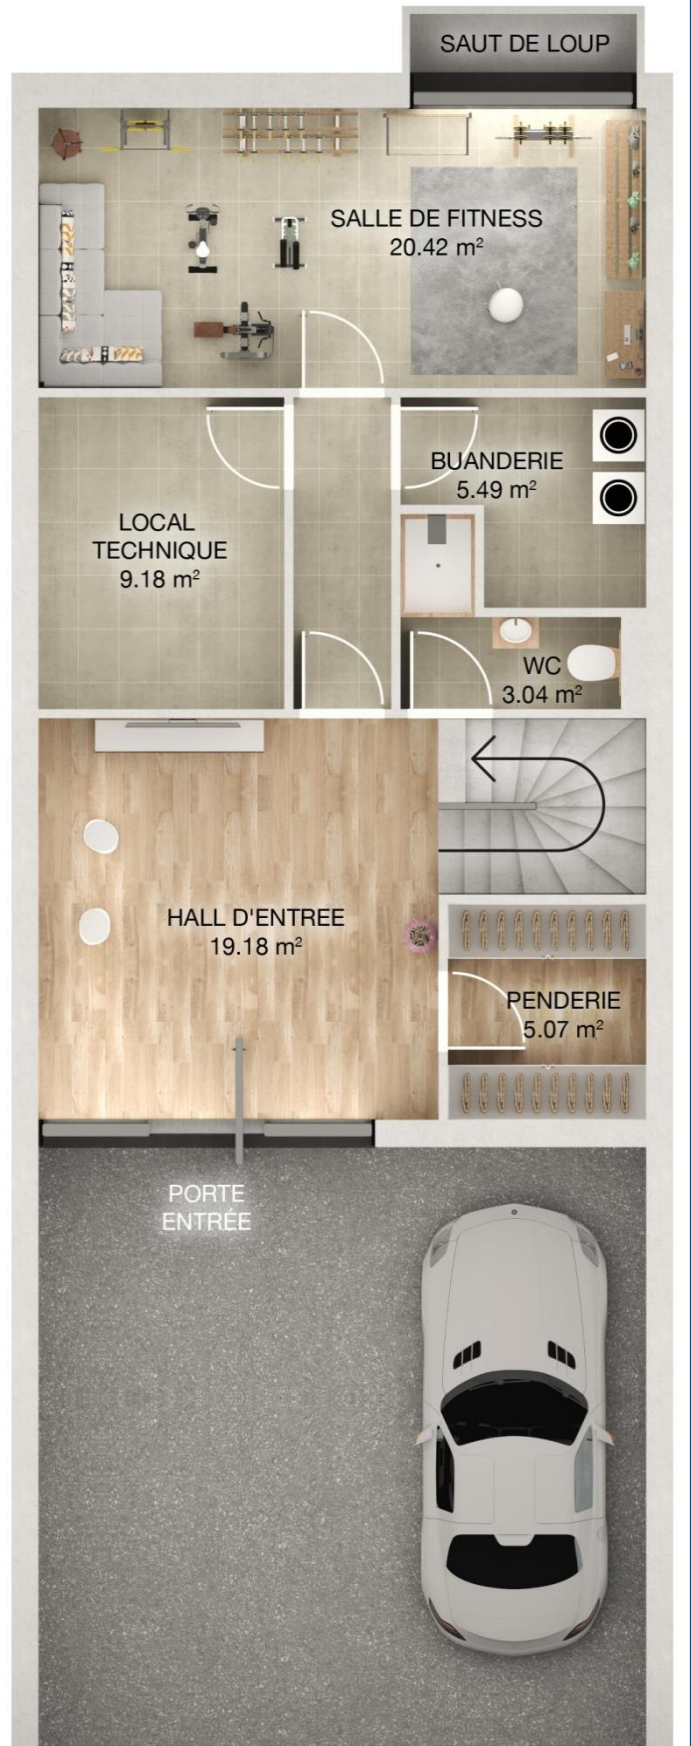 SAUT DE LOUP
SALLE DE FITNESS
20.42 m²
BUANDERIE
5.49 m²
LOCAL
TECHNIQUE
9.18 m²
WC
3.04 m²
HALL D'ENTREE
19.18 m²
PENDERIE
5.07 m²
PORTE
ENTRÉE